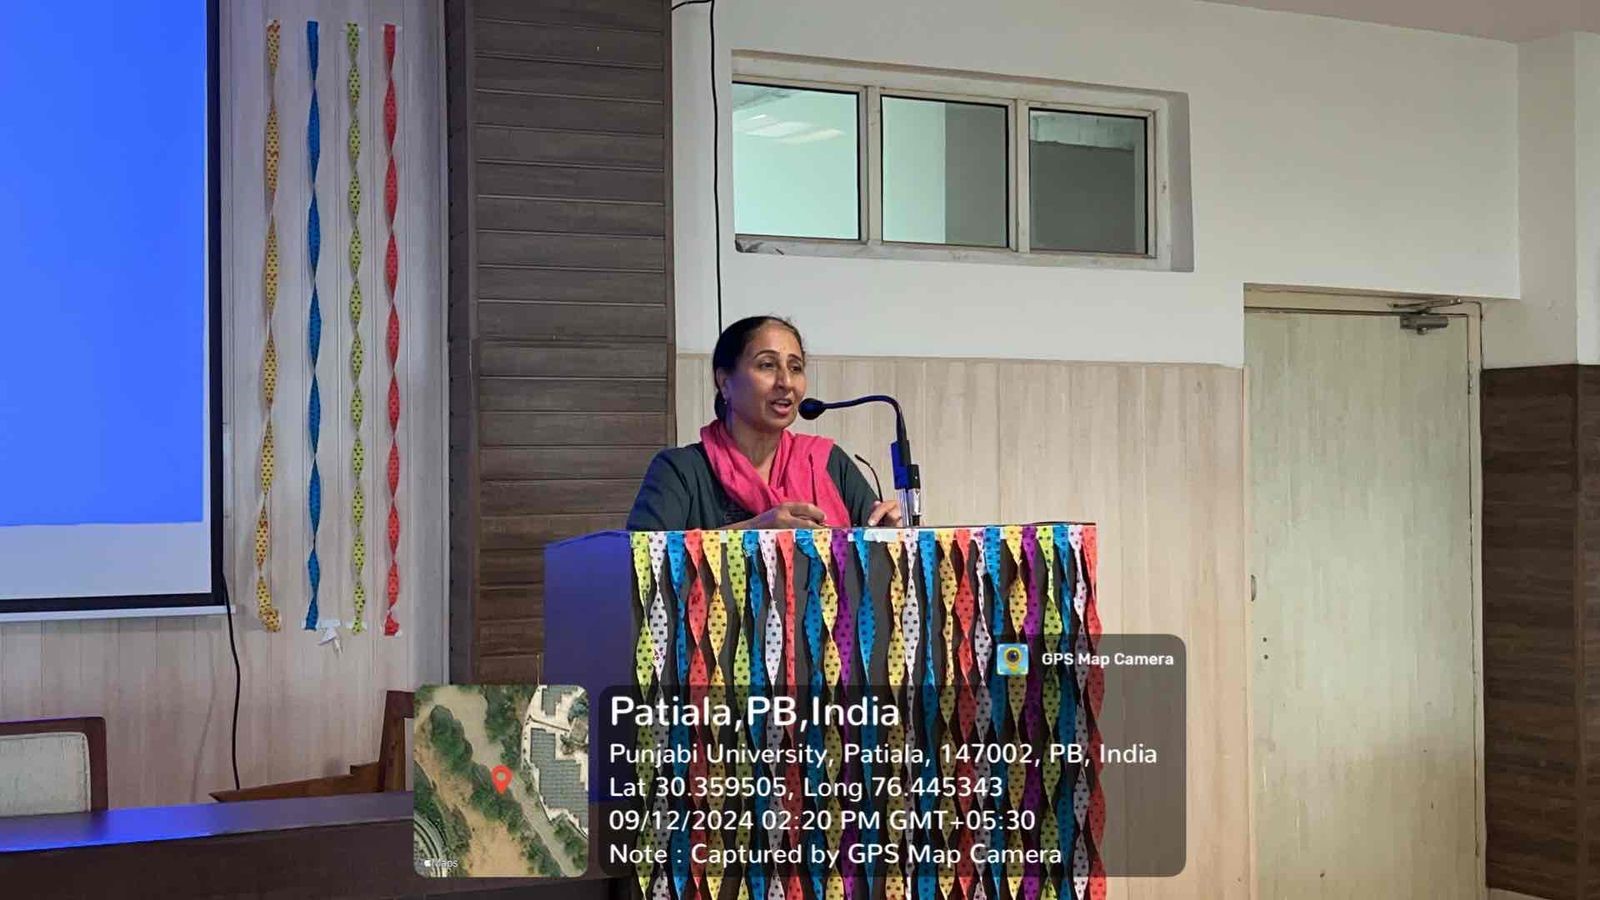 GPS Map Camera
Patiala,PB,India
Punjabi University, Patiala, 147002, PB, India
Lat 30.359505, Long 76.445343
09/12/2024 02:20 PM GMT+05:30
Note : Captured by GPS Map Camera
Maps